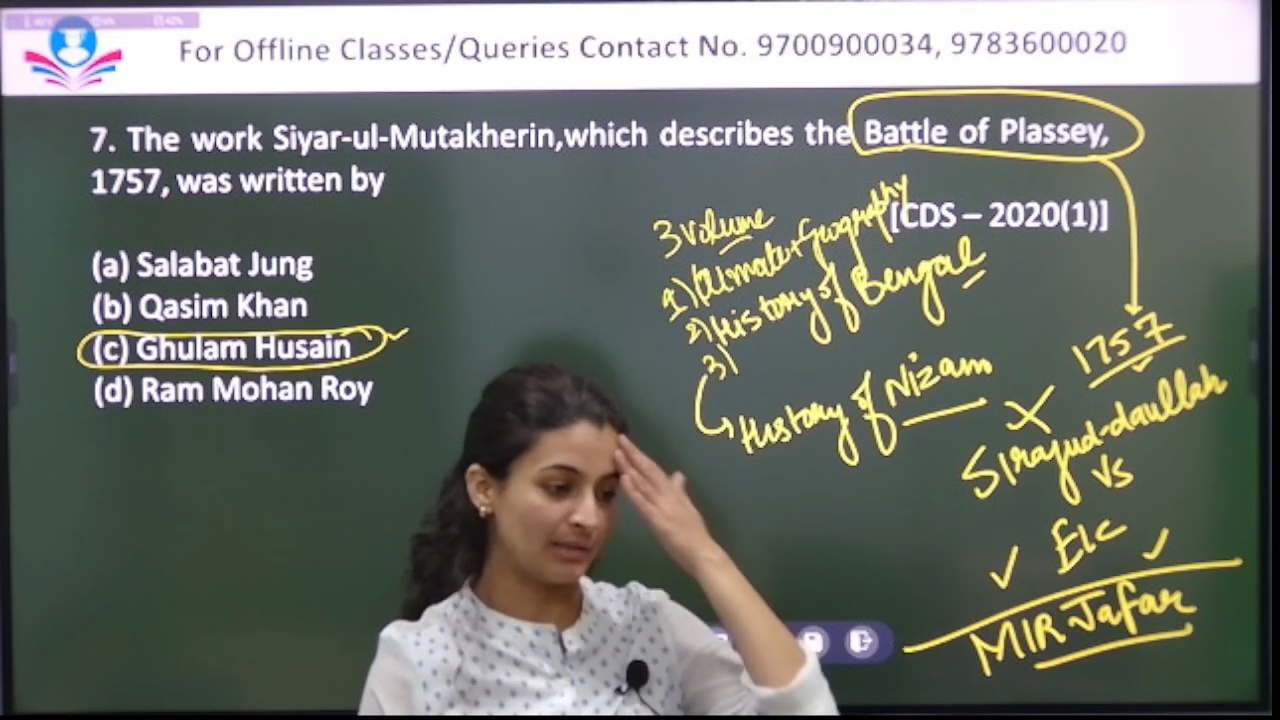 For Offline Classes/Queries Contact No. 9700900034, 9783600020
7. The work Siyar-ul-Mutakherin,which describes the Battle of Plassey,
1757, was written by
[CDS – 2020(1)]
(a) Salabat Jung
(b) Qasim Khan
(c) Ghulam Husain
(d) Ram Mohan Roy
3 Volume
1) Climate + Geography
2) History of Bengal
3)
History of Nizam
1757
Sirajud-daullah
VS
EIC
MIR Jafar